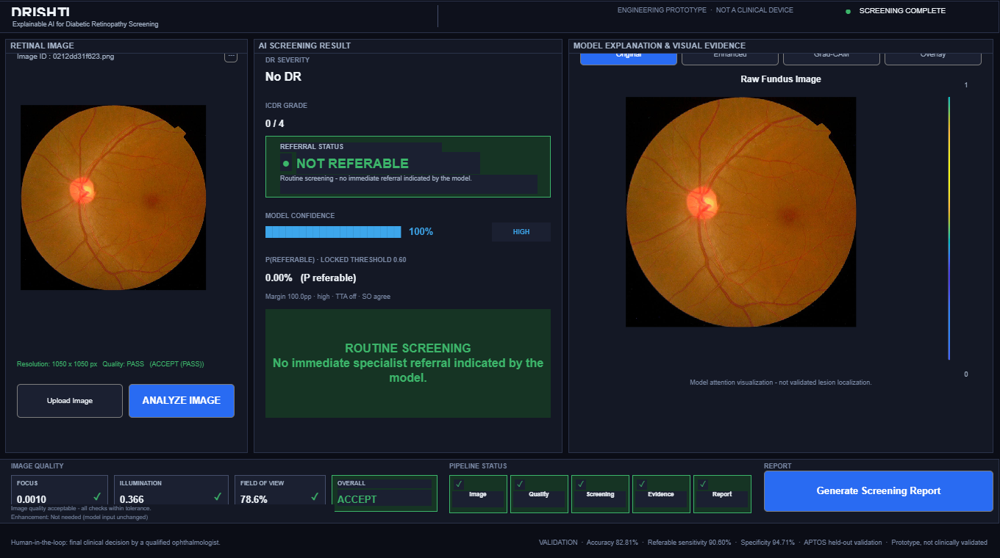 DRISHTI
Explainable AI for Diabetic Retinopathy Screening
ENGINEERING PROTOTYPE · NOT A CLINICAL DEVICE
SCREENING COMPLETE
RETINAL IMAGE
Image ID : 0212dd31f623.png
Resolution: 1050 x 1050 px Quality: PASS (ACCEPT (PASS))
Upload Image
ANALYZE IMAGE
AI SCREENING RESULT
DR SEVERITY
No DR
ICDR GRADE
0 / 4
REFERRAL STATUS
● NOT REFERABLE
Routine screening - no immediate referral indicated by the model.
MODEL CONFIDENCE
100%
HIGH
P(REFERABLE) · LOCKED THRESHOLD 0.60
0.00% (P referable)
Margin 100.0pp · high · TTA off · SO agree
ROUTINE SCREENING
No immediate specialist referral indicated by the
model.
MODEL EXPLANATION & VISUAL EVIDENCE
Original
Enhanced
Grad-CAM
Overlay
Raw Fundus Image
1
0
Model attention visualization - not validated lesion localization.
IMAGE QUALITY
FOCUS
0.0010 ✓
ILLUMINATION
0.366 ✓
FIELD OF VIEW
78.6% ✓
OVERALL
ACCEPT
Image quality acceptable - all checks within tolerance.
Enhancement: Not needed (model input unchanged)
PIPELINE STATUS
✓ Image
✓ Quality
✓ Screening
✓ Evidence
✓ Report
REPORT
Generate Screening Report
Human-in-the-loop: final clinical decision by a qualified ophthalmologist.
VALIDATION · Accuracy 82.81% · Referable sensitivity 90.60% · Specificity 94.71% · APTOS held-out validation · Prototype, not clinically validated